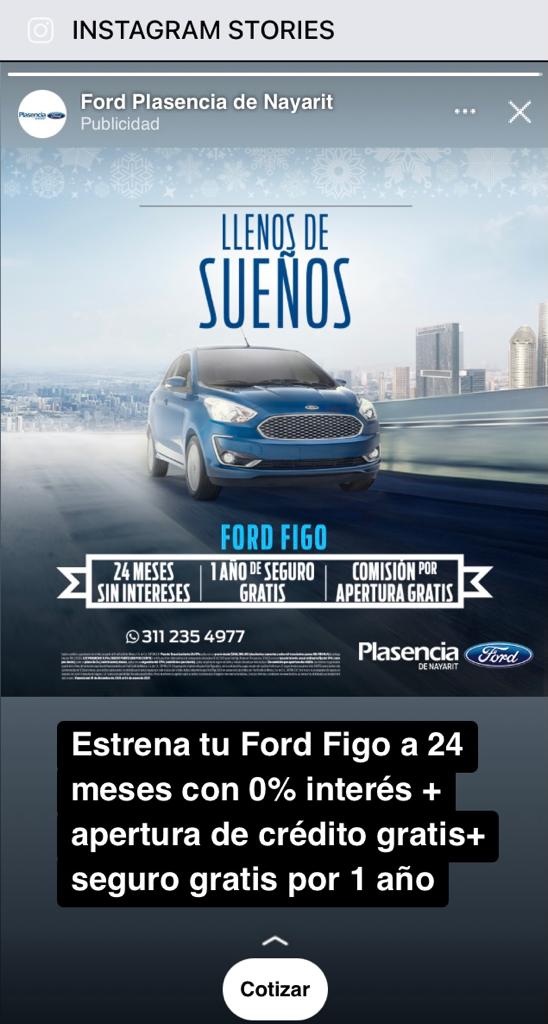 INSTAGRAM STORIES
Ford Plasencia de Nayarit
Publicidad
Plasencia Ford
LLENOS DE
SUEÑOS
FORD FIGO
24 MESES
SIN INTERESES
1 AÑO DE SEGURO
GRATIS
COMISIÓN POR
APERTURA GRATIS
311 235 4977
Plasencia
DE NAYARIT
Ford
Estrena tu Ford Figo a 24
meses con 0% interés +
apertura de crédito gratis+
seguro gratis por 1 año
Cotizar